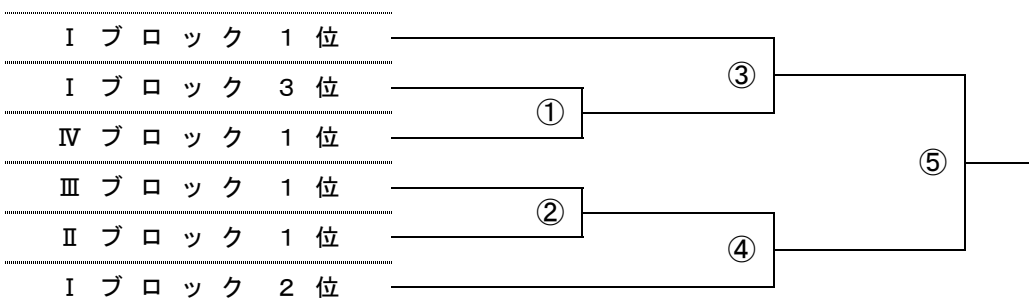 Ⅰブロック1位
Ⅰブロック3位
Ⅳブロック1位
Ⅲブロック1位
Ⅱブロック1位
Ⅰブロック2位
③
①
⑤
②
④